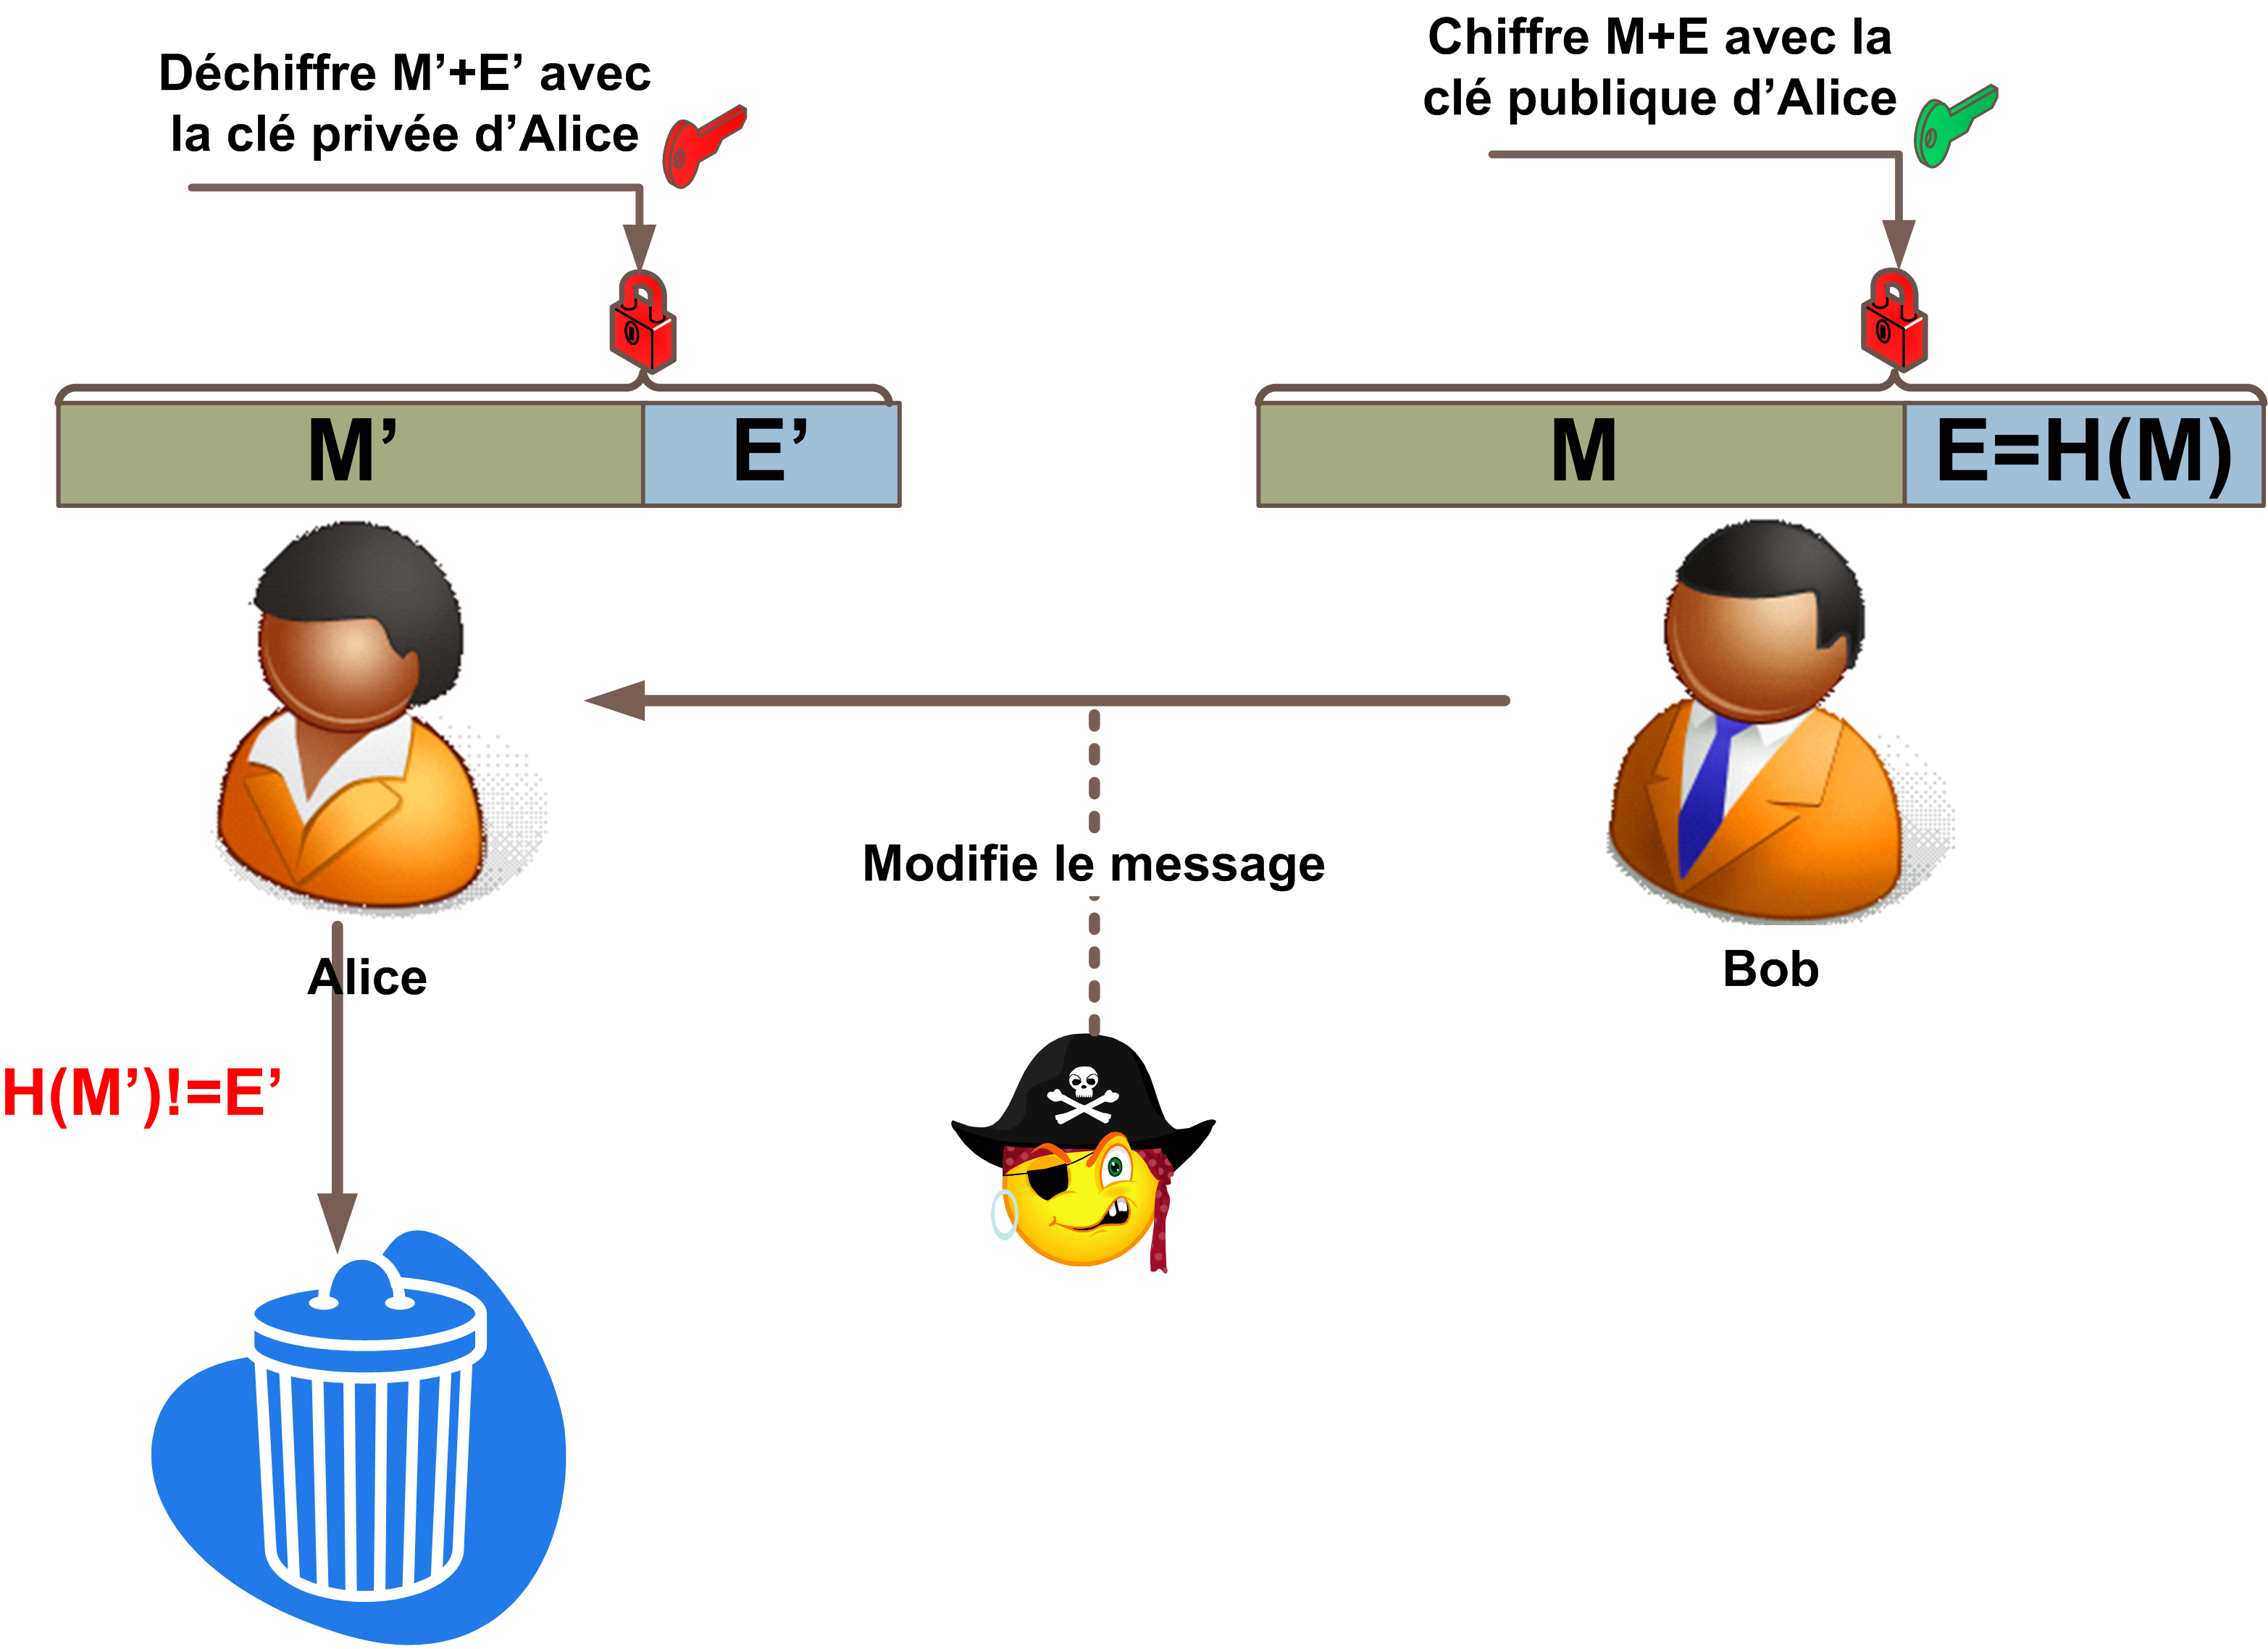 Déchiffre M’+E’ avec
la clé privée d’Alice
Chiffre M+E avec la
clé publique d’Alice
M’
E’
M
E=H(M)
Modifie le message
Alice
Bob
H(M’)!=E’